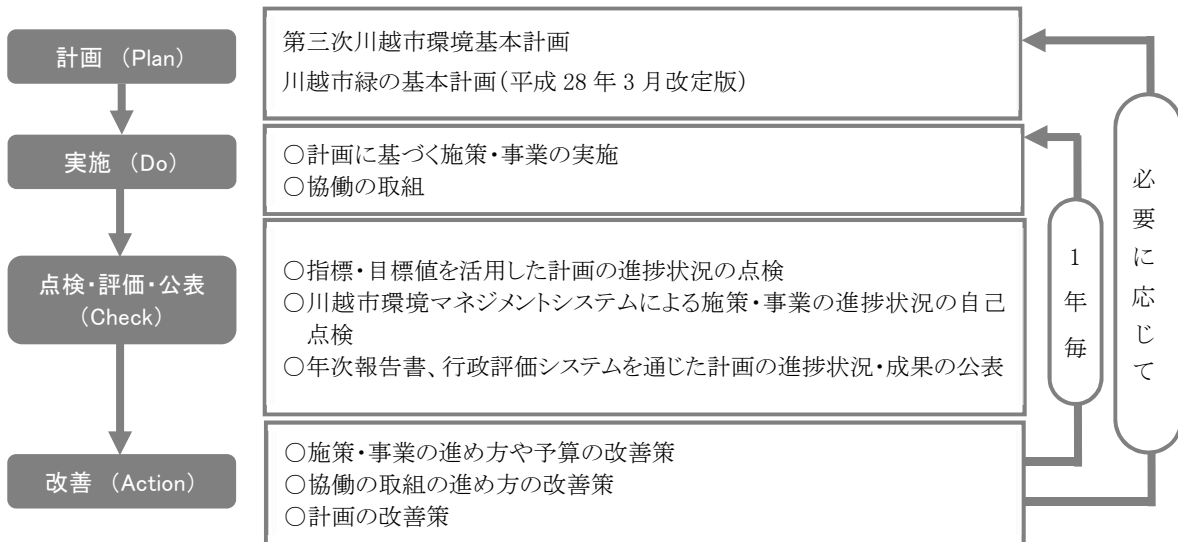 計画 （Plan）
第三次川越市環境基本計画
川越市緑の基本計画（平成 28 年 3 月改定版）
実施 （Do）
○計画に基づく施策・事業の実施
○協働の取組
点検・評価・公表
（Check）
○指標・目標値を活用した計画の進捗状況の点検
○川越市環境マネジメントシステムによる施策・事業の進捗状況の自己
点検
○年次報告書、行政評価システムを通じた計画の進捗状況・成果の公表
改善 （Action）
○施策・事業の進め方や予算の改善策
○協働の取組の進め方の改善策
○計画の改善策
1年毎
必要に応じて